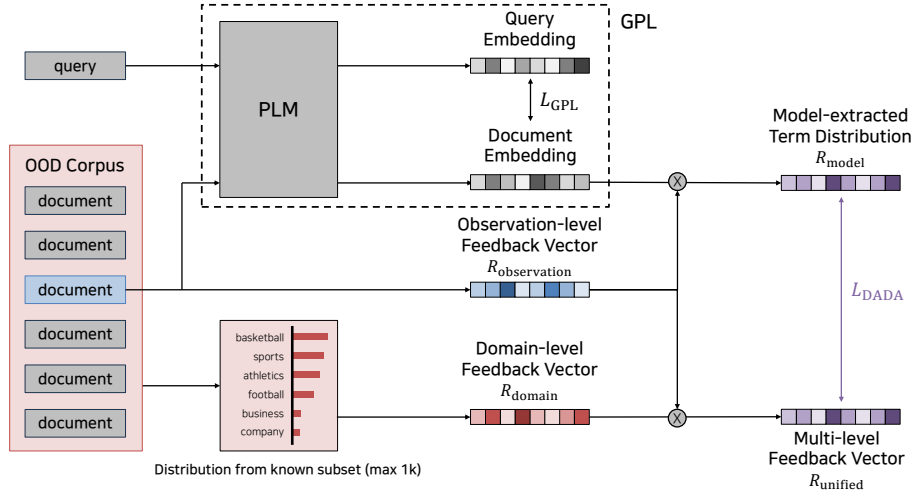 GPL
Query
Embedding
query
PLM
L_GPL
Document
Embedding
Model-extracted
Term Distribution
R_model
OOD Corpus
document
document
document
document
document
document
Observation-level
Feedback Vector
R_observation
L_DADA
basketball
sports
athletics
football
business
company
Distribution from known subset (max 1k)
Domain-level
Feedback Vector
R_domain
Multi-level
Feedback Vector
R_unified
X
X